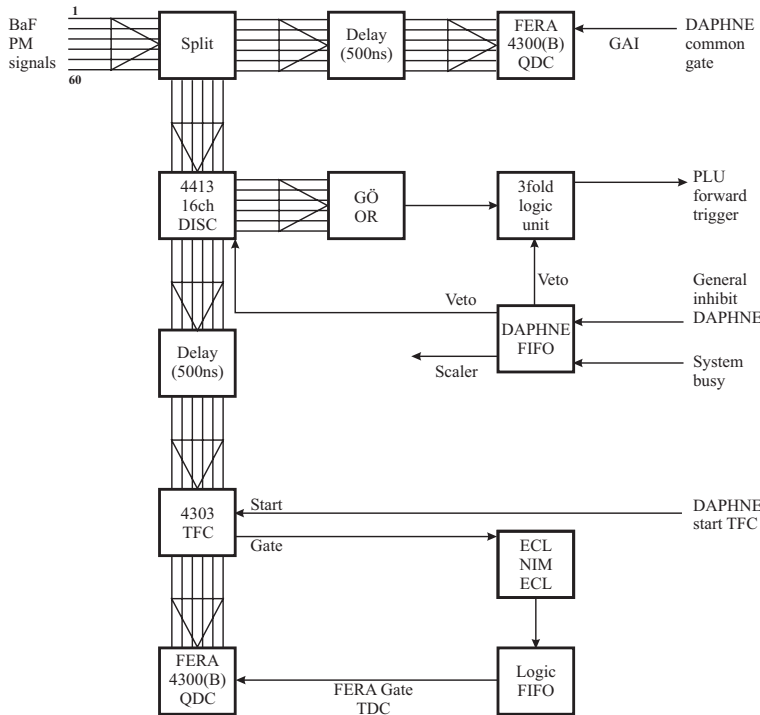 BaF
PM
signals
1
60
Split
Delay
(500ns)
FERA
4300(B)
QDC
GAI
DAPHNE
common
gate
4413
16ch
DISC
GÖ
OR
3fold
logic
unit
PLU
forward
trigger
Veto
Veto
General
inhibit
DAPHNE
DAPHNE
FIFO
Scaler
System
busy
Delay
(500ns)
4303
TFC
Start
Gate
DAPHNE
start TFC
ECL
NIM
ECL
FERA
4300(B)
QDC
FERA Gate
TDC
Logic
FIFO